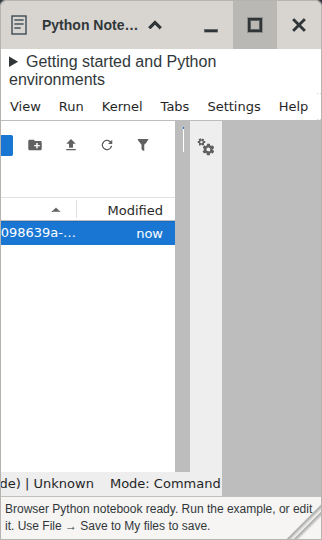 Python Note…
Getting started and Python
environments
View Run Kernel Tabs Settings Help
Modified
098639a-… now
de) | Unknown Mode: Command
Browser Python notebook ready. Run the example, or edit
it. Use File → Save to My files to save.